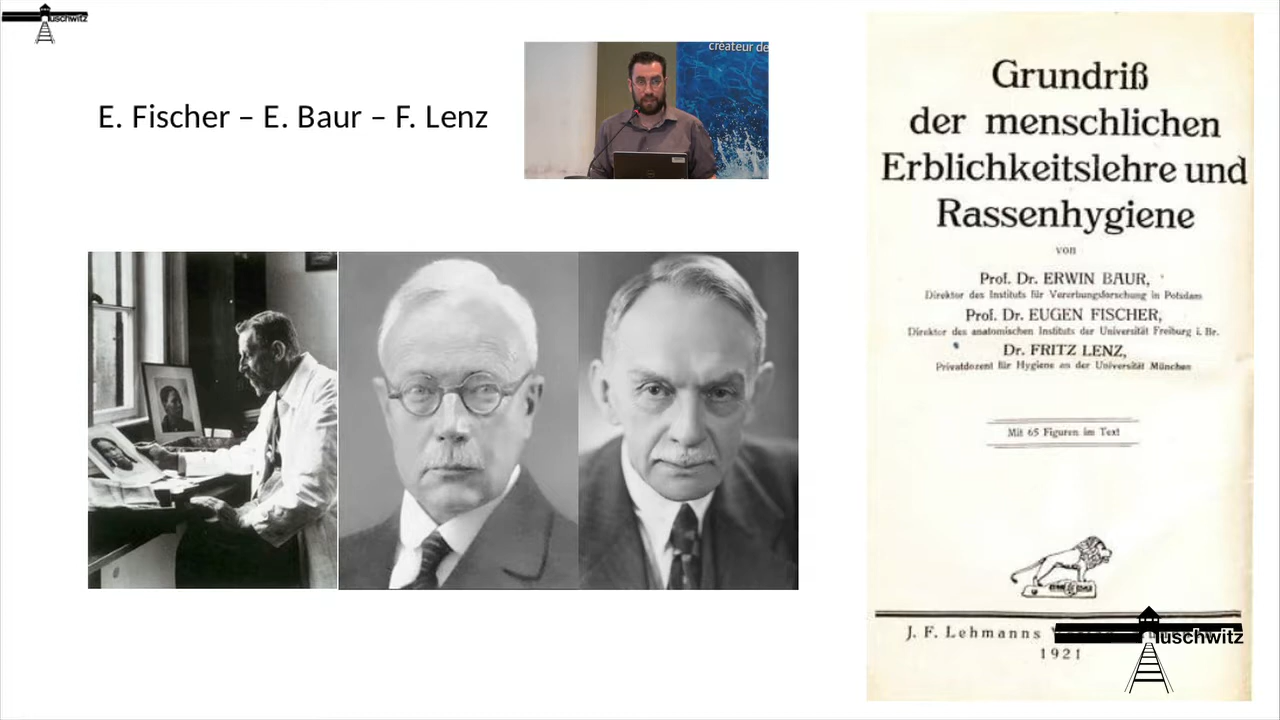 uschwitz
E. Fischer – E. Baur – F. Lenz
créateur de
Grundriß
der menschlichen
Erblichkeitslehre und
Rassenhygiene
von
Prof. Dr. ERWIN BAUR,
Direktor des Instituts für Vererbungsforschung in Potsdam
Prof. Dr. EUGEN FISCHER,
Direktor des anatomischen Instituts der Universität Freiburg i. Br.
Dr. FRITZ LENZ,
Privatdozent für Hygiene an der Universität München
Mit 65 Figuren im Text
J. F. Lehmanns
uschwitz
1921